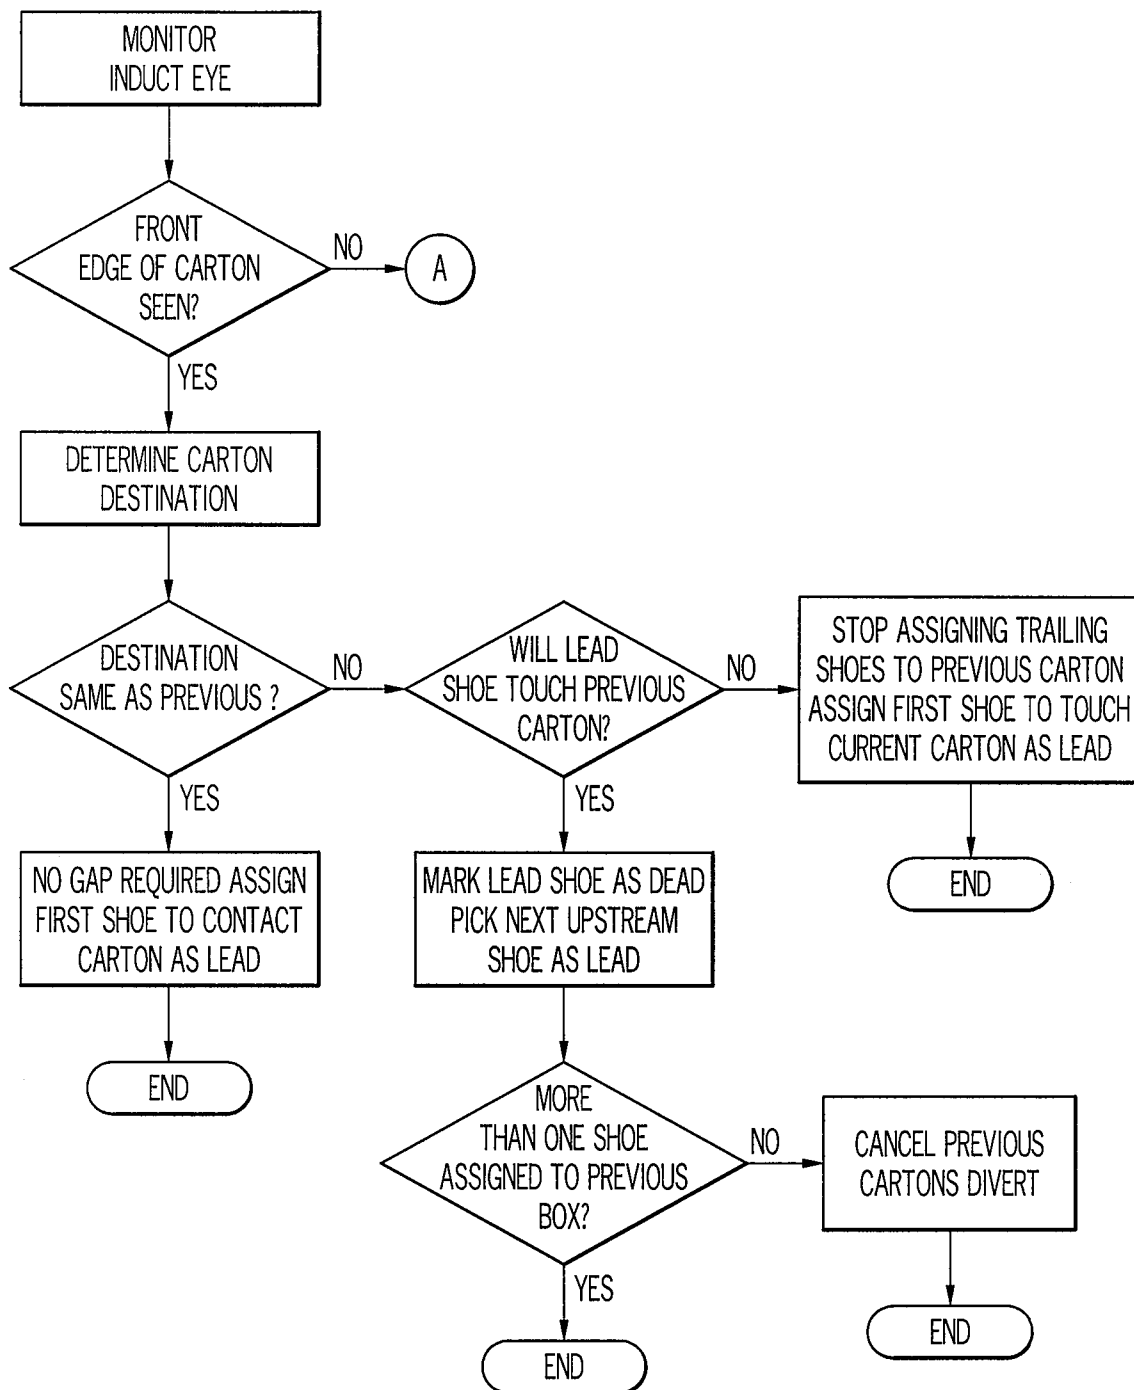 MONITOR
INDUCT EYE
FRONT
EDGE OF CARTON
SEEN?
NO
A
YES
DETERMINE CARTON
DESTINATION
DESTINATION
SAME AS PREVIOUS ?
NO
WILL LEAD
SHOE TOUCH PREVIOUS
CARTON?
NO
STOP ASSIGNING TRAILING
SHOES TO PREVIOUS CARTON
ASSIGN FIRST SHOE TO TOUCH
CURRENT CARTON AS LEAD
END
YES
NO GAP REQUIRED ASSIGN
FIRST SHOE TO CONTACT
CARTON AS LEAD
END
YES
MARK LEAD SHOE AS DEAD
PICK NEXT UPSTREAM
SHOE AS LEAD
MORE
THAN ONE SHOE
ASSIGNED TO PREVIOUS
BOX?
NO
CANCEL PREVIOUS
CARTONS DIVERT
END
YES
END